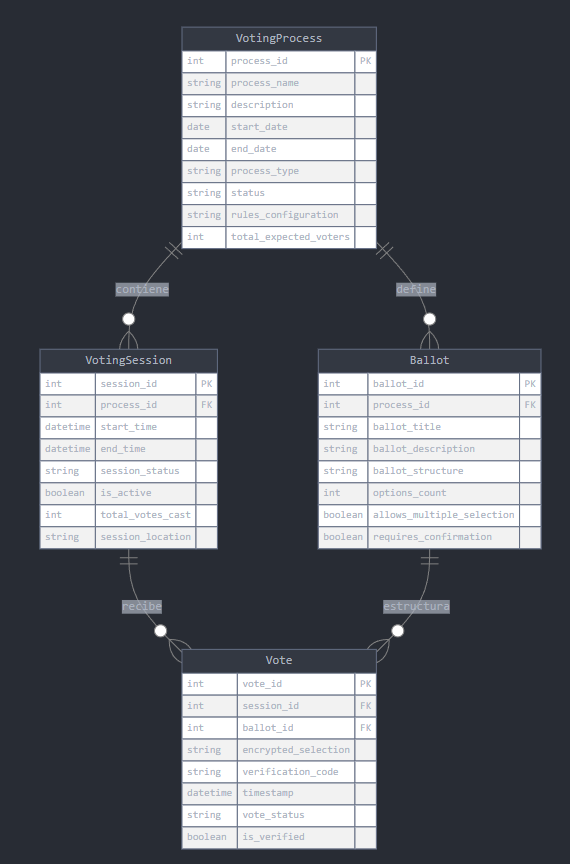 VotingProcess
int process_id PK
string process_name
string description
date start_date
date end_date
string process_type
string status
string rules_configuration
int total_expected_voters
contiene
define
VotingSession
int session_id PK
int process_id FK
datetime start_time
datetime end_time
string session_status
boolean is_active
int total_votes_cast
string session_location
Ballot
int ballot_id PK
int process_id FK
string ballot_title
string ballot_description
string ballot_structure
int options_count
boolean allows_multiple_selection
boolean requires_confirmation
recibe
estructura
Vote
int vote_id PK
int session_id FK
int ballot_id FK
string encrypted_selection
string verification_code
datetime timestamp
string vote_status
boolean is_verified